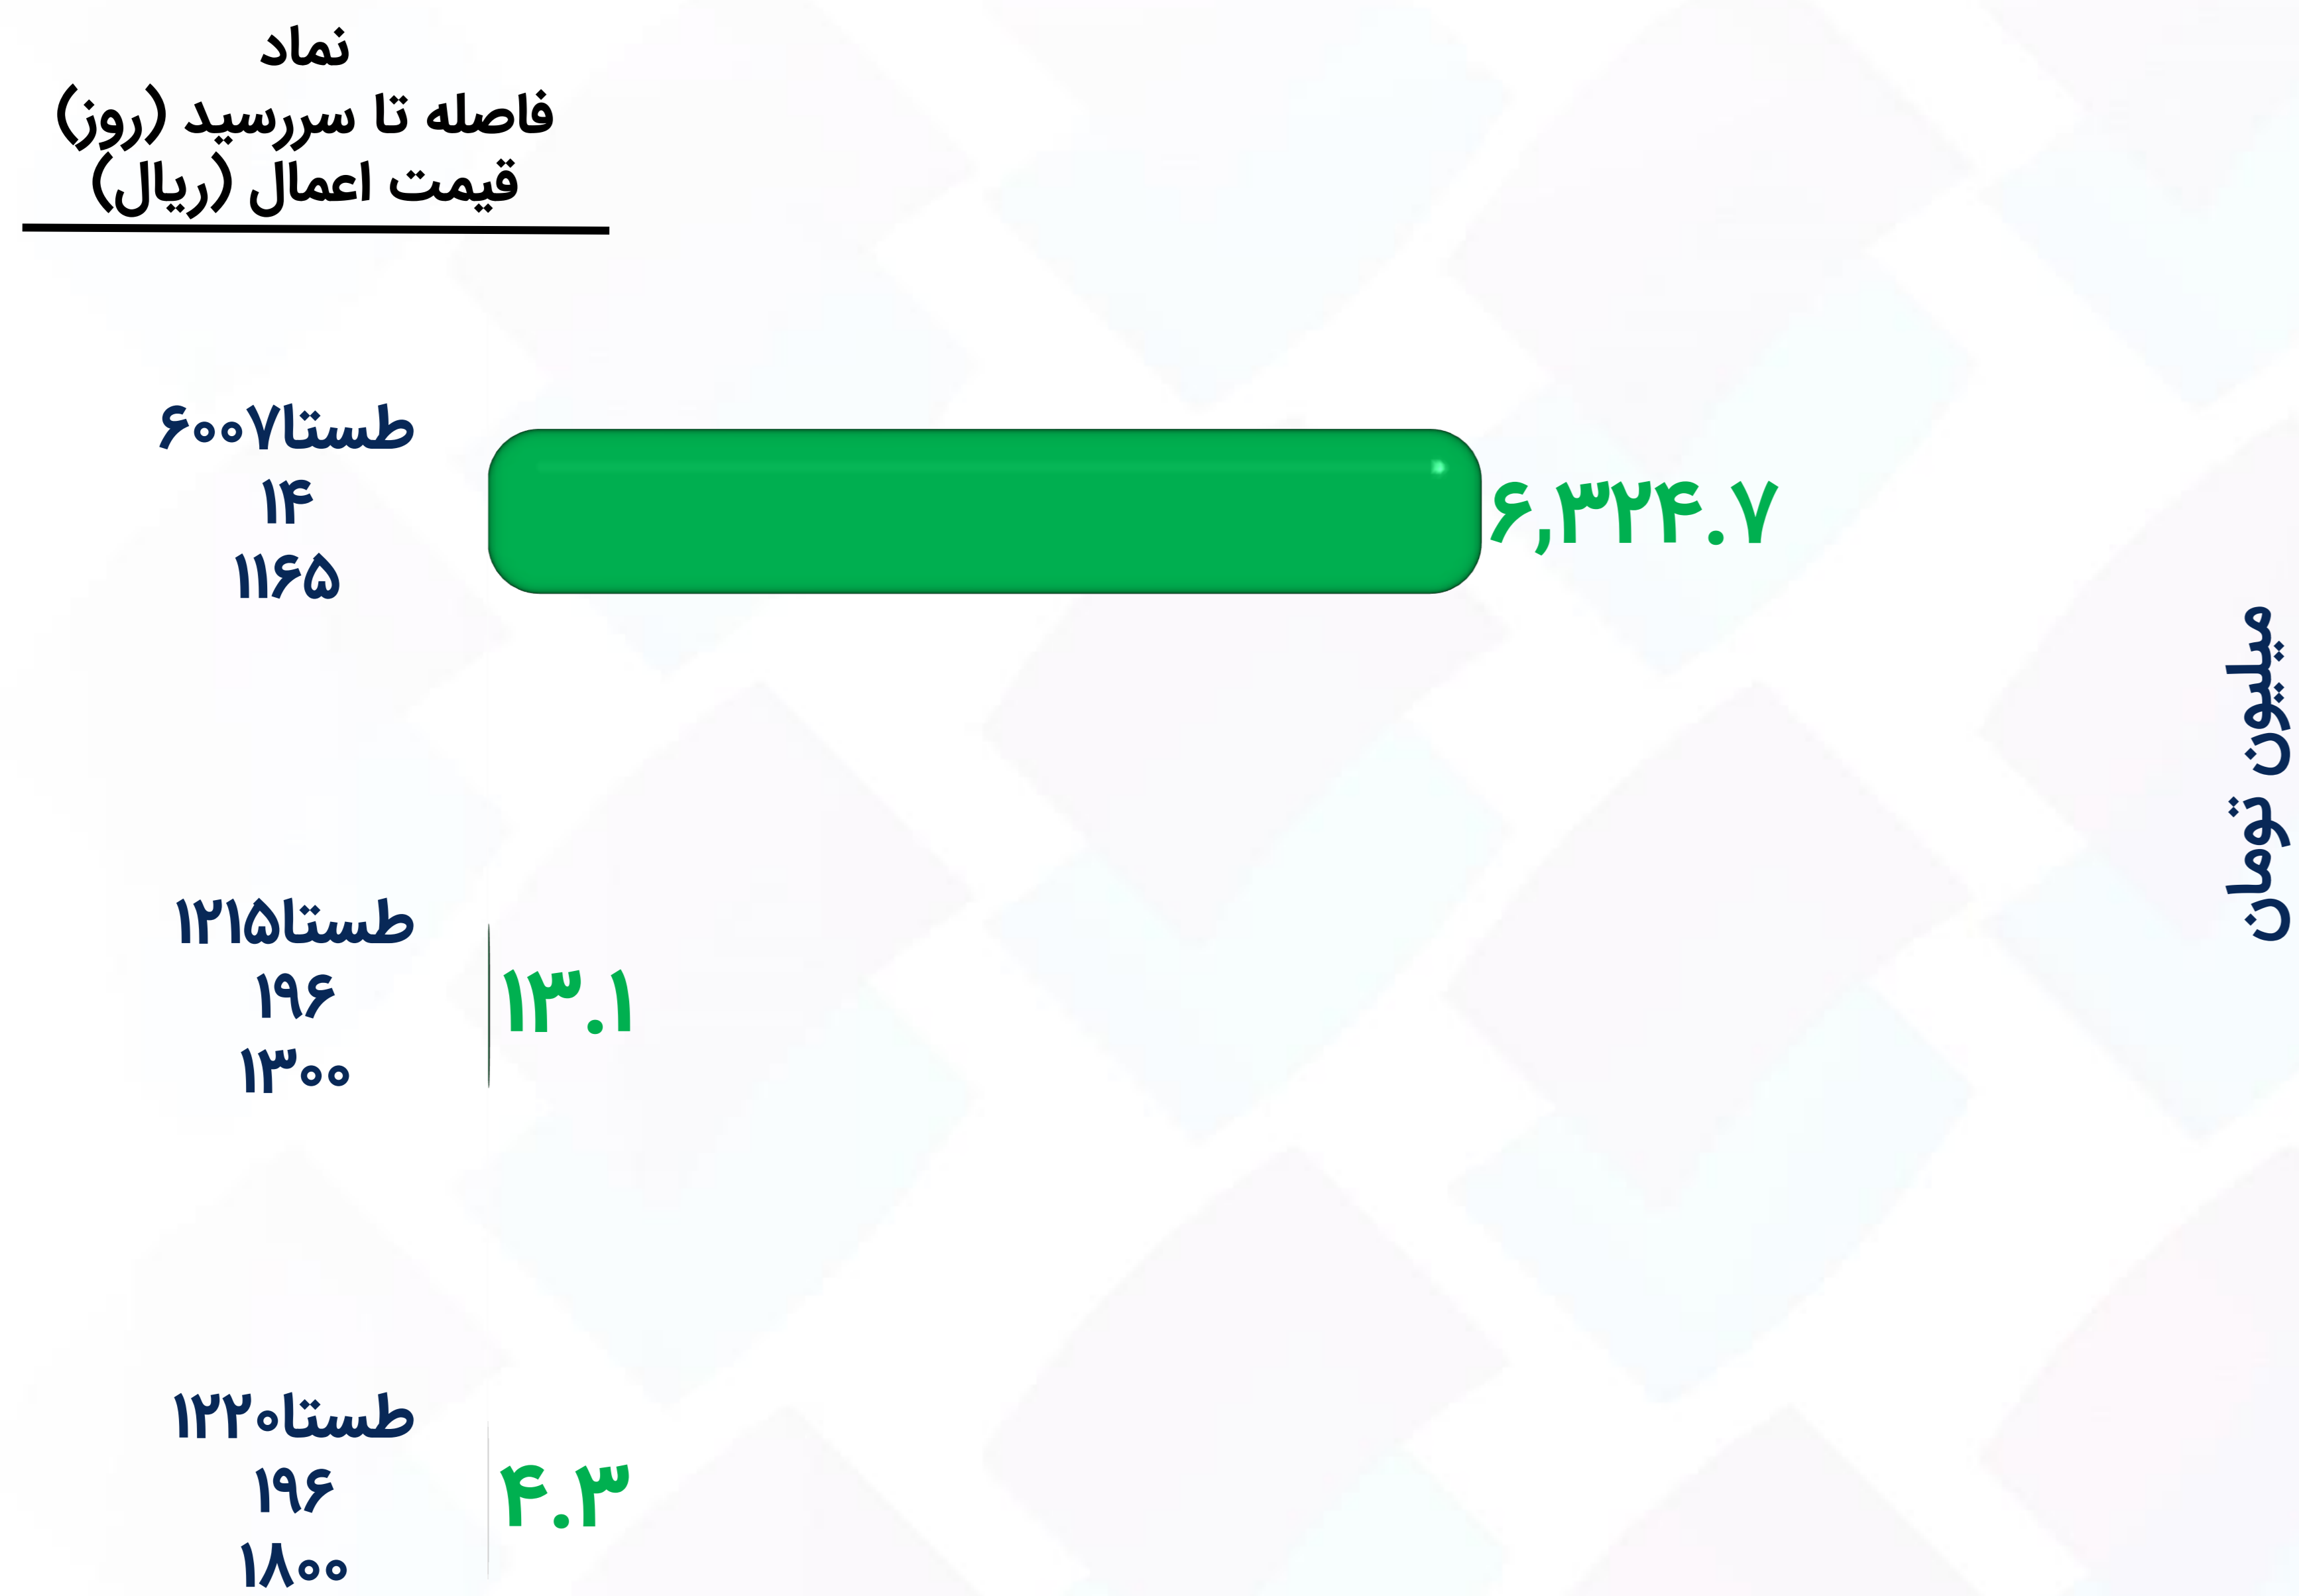 نماد
فاصله تا سررسید (روز)
قیمت اعمال (ریال)
طستا۶۰۰۷
۱۴
۱۱۶۵
۶,۳۲۴.۷
میلیون تومان
طستا۱۲۱۵
۱۹۶
۱۳۰۰
۱۳.۱
طستا۱۲۲۰
۱۹۶
۱۸۰۰
۴.۳